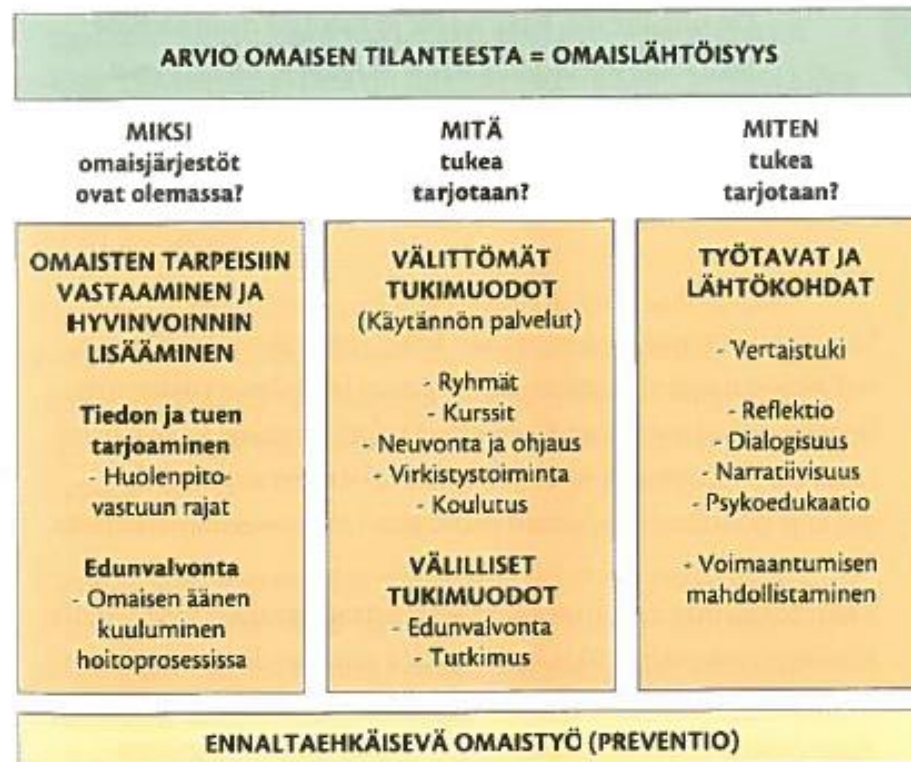 ARVIO OMAISEN TILANTEESTA = OMAISLÄHTÖISYYS
MIKSI
omaisjärjestöt
ovat olemassa?
OMAISTEN TARPEISIIN
VASTAAMINEN JA
HYVINVOINNIN
LISÄÄMINEN
Tiedon ja tuen
tarjoaminen
- Huolenpito-
vastuun rajat
Edunvalvonta
- Omaisen äänen
kuuluminen
hoitoprosessissa
MITÄ
tukea
tarjotaan?
VÄLITTÖMÄT
TUKIMUODOT
(Käytännön palvelut)
- Ryhmät
- Kurssit
- Neuvonta ja ohjaus
- Virkistystoiminta
- Koulutus
VÄLILLISET
TUKIMUODOT
- Edunvalvonta
- Tutkimus
MITEN
tukea
tarjotaan?
TYÖTAVAT JA
LÄHTÖKOHDAT
- Vertaistuki
- Reflektio
- Dialogisuus
- Narratiivisuus
- Psykoedukaatio
- Voimaantumisen
mahdollistaminen
ENNALTAEHKÄISEVÄ OMAISTYÖ (PREVENTIO)